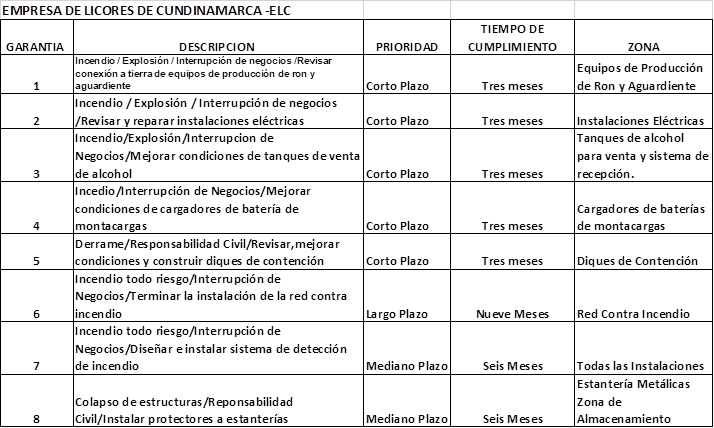 EMPRESA DE LICORES DE CUNDINAMARCA -ELC
GARANTIA DESCRIPCION PRIORIDAD TIEMPO DE CUMPLIMIENTO ZONA
1 Incendio / Explosión / Interrupción de negocios /Revisar conexión a tierra de equipos de producción de ron y aguardiente Corto Plazo Tres meses Equipos de Producción de Ron y Aguardiente
2 Incendio / Explosión / Interrupción de negocios /Revisar y reparar instalaciones eléctricas Corto Plazo Tres meses Instalaciones Eléctricas
3 Incendio/Explosión/Interrupcion de Negocios/Mejorar condiciones de tanques de venta de alcohol Corto Plazo Tres meses Tanques de alcohol para venta y sistema de recepción.
4 Incedio/Interrupción de Negocios/Mejorar condiciones de cargadores de batería de montacargas Corto Plazo Tres meses Cargadores de baterías de montacargas
5 Derrame/Responsabilidad Civil/Revisar,mejorar condiciones y construir diques de contención Corto Plazo Tres meses Diques de Contención
6 Incendio todo riesgo/Interrupción de Negocios/Terminar la instalación de la red contra incendio Largo Plazo Nueve Meses Red Contra Incendio
7 Incendio todo riesgo/Interrupción de Negocios/Diseñar e instalar sistema de detección de incendio Mediano Plazo Seis Meses Todas las Instalaciones
8 Colapso de estructuras/Reponsabilidad Civil/Instalar protectores a estanterías Mediano Plazo Seis Meses Estantería Metálicas Zona de Almacenamiento